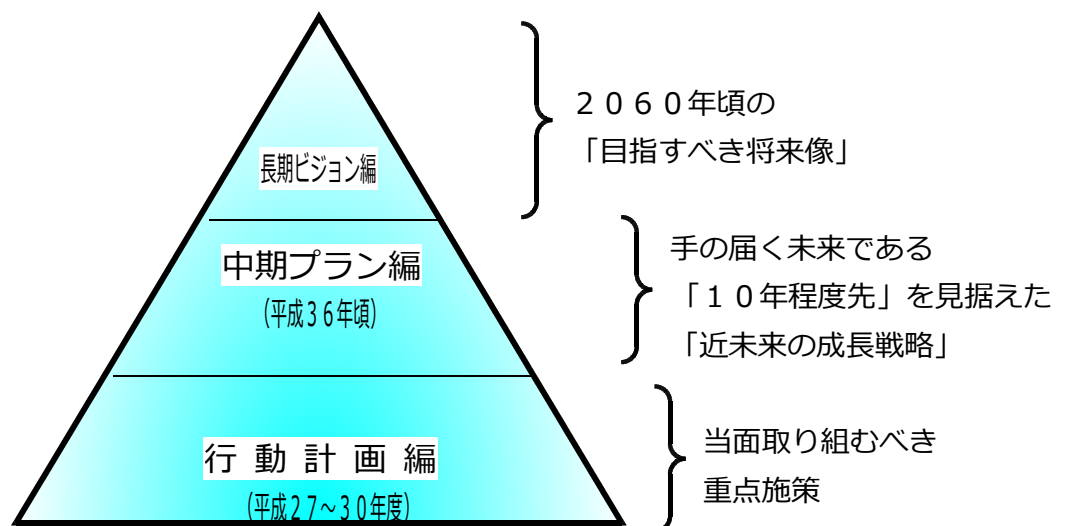 ２０６０年頃の
「目指すべき将来像」
長期ビジョン編
中期プラン編
(平成３６年頃)
手の届く未来である
「１０年程度先」を見据えた
「近未来の成長戦略」
行動計画編
(平成２７～３０年度)
当面取り組むべき
重点施策